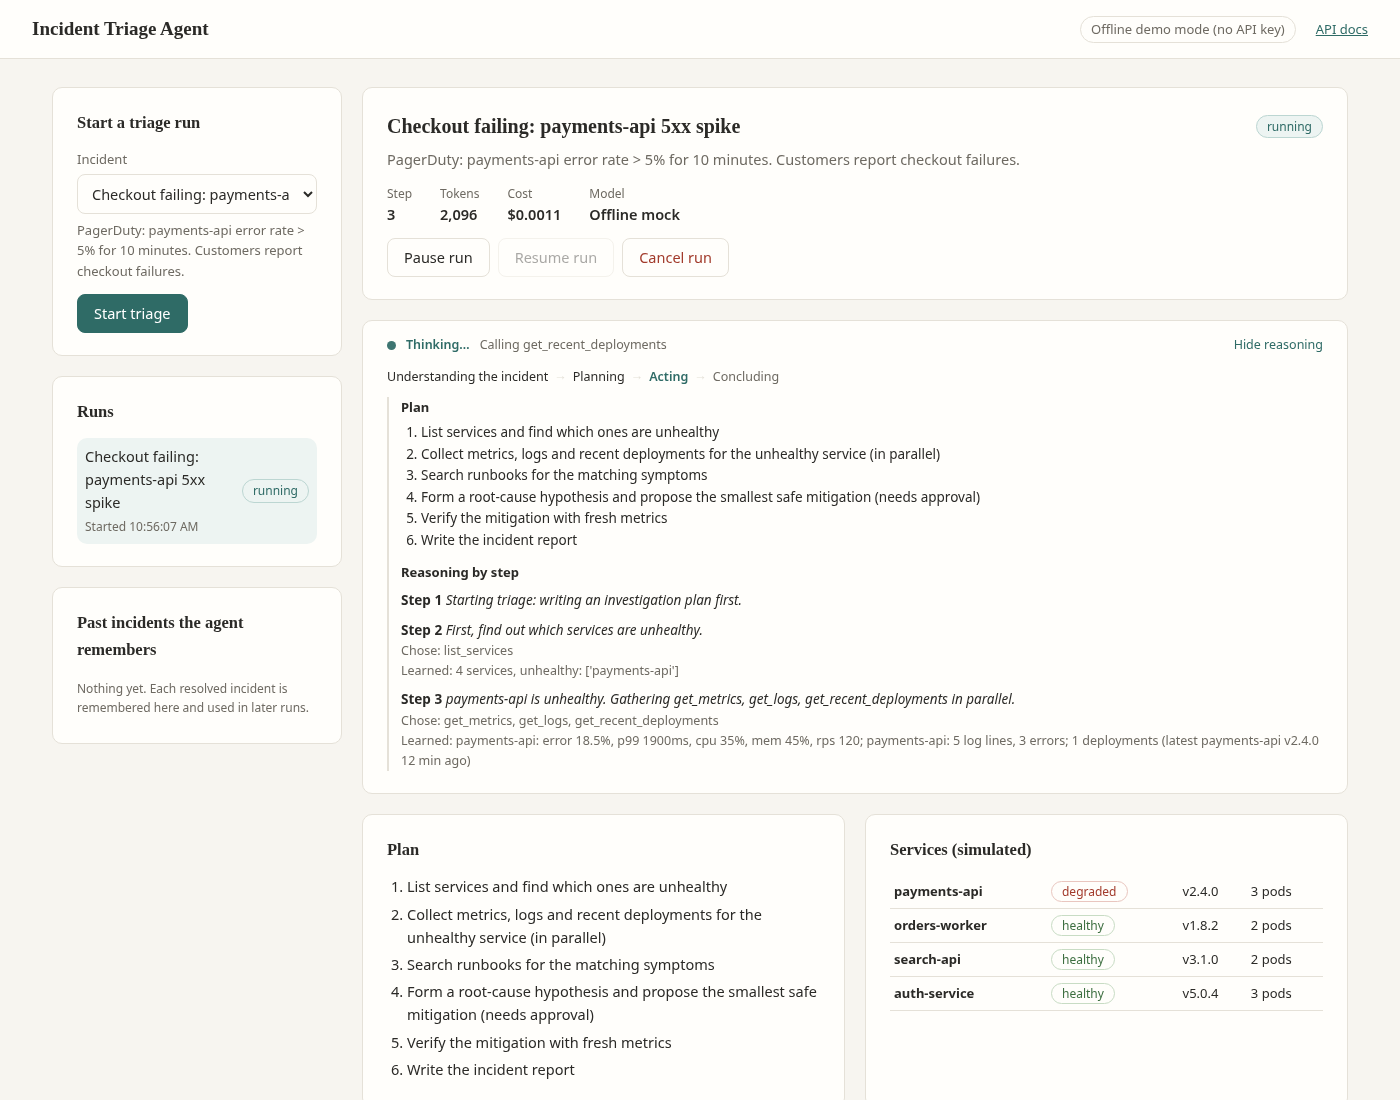 Incident Triage Agent
Offline demo mode (no API key)
API docs
Start a triage run
Incident
Checkout failing: payments-a
PagerDuty: payments-api error rate >
5% for 10 minutes. Customers report
checkout failures.
Start triage
Runs
Checkout failing:
payments-api 5xx
spike
running
Started 10:56:07 AM
Past incidents the agent
remembers
Nothing yet. Each resolved incident is
remembered here and used in later runs.
Checkout failing: payments-api 5xx spike
running
PagerDuty: payments-api error rate > 5% for 10 minutes. Customers report checkout failures.
Step Tokens Cost Model
3 2,096 $0.0011 Offline mock
Pause run Resume run Cancel run
Thinking... Calling get_recent_deployments
Hide reasoning
Understanding the incident → Planning → Acting → Concluding
Plan
1. List services and find which ones are unhealthy
2. Collect metrics, logs and recent deployments for the unhealthy service (in parallel)
3. Search runbooks for the matching symptoms
4. Form a root-cause hypothesis and propose the smallest safe mitigation (needs approval)
5. Verify the mitigation with fresh metrics
6. Write the incident report
Reasoning by step
Step 1 Starting triage: writing an investigation plan first.
Step 2 First, find out which services are unhealthy.
Chose: list_services
Learned: 4 services, unhealthy: ['payments-api']
Step 3 payments-api is unhealthy. Gathering get_metrics, get_logs, get_recent_deployments in parallel.
Chose: get_metrics, get_logs, get_recent_deployments
Learned: payments-api: error 18.5%, p99 1900ms, cpu 35%, mem 45%, rps 120; payments-api: 5 log lines, 3 errors; 1 deployments (latest payments-api v2.4.0
12 min ago)
Plan
1. List services and find which ones are unhealthy
2. Collect metrics, logs and recent deployments for the
unhealthy service (in parallel)
3. Search runbooks for the matching symptoms
4. Form a root-cause hypothesis and propose the smallest safe
mitigation (needs approval)
5. Verify the mitigation with fresh metrics
6. Write the incident report
Services (simulated)
payments-api degraded v2.4.0 3 pods
orders-worker healthy v1.8.2 2 pods
search-api healthy v3.1.0 2 pods
auth-service healthy v5.0.4 3 pods